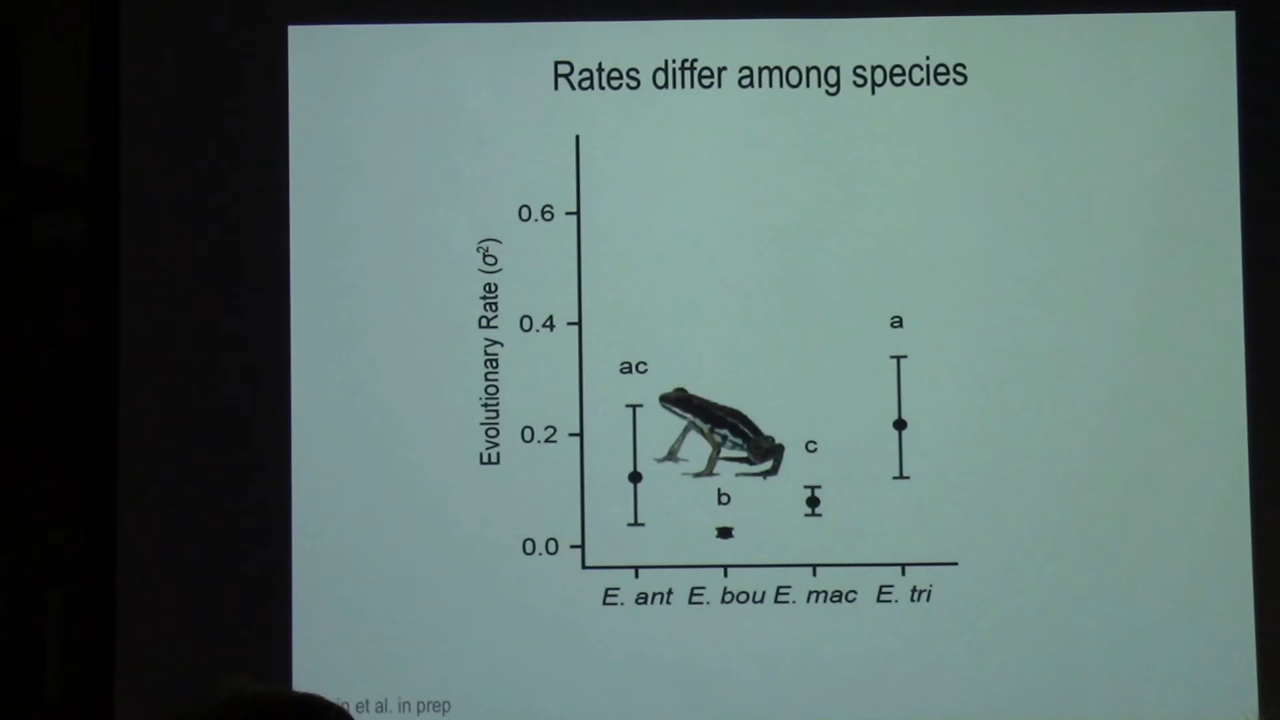 Rates differ among species
Evolutionary Rate (σ²)
0.6
0.4
0.2
0.0
ac
b
c
a
E. ant E. bou E. mac E. tri
et al. in prep